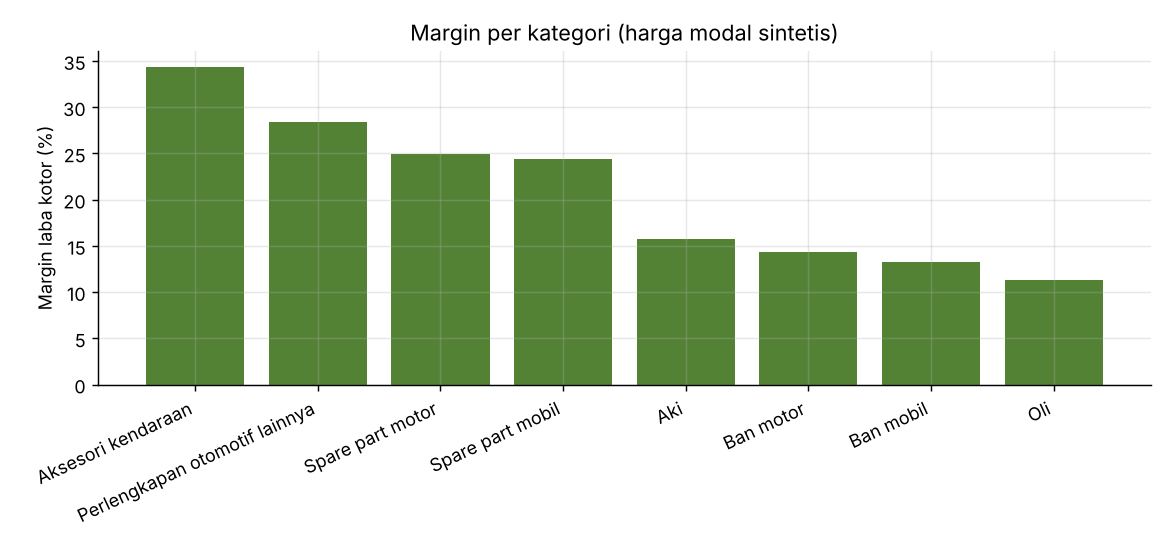 Margin per kategori (harga modal sintetis)
Margin laba kotor (%)
35
30
25
20
15
10
5
0
Aksesori kendaraan
Perlengkapan otomotif lainnya
Spare part motor
Spare part mobil
Aki
Ban motor
Ban mobil
Oli